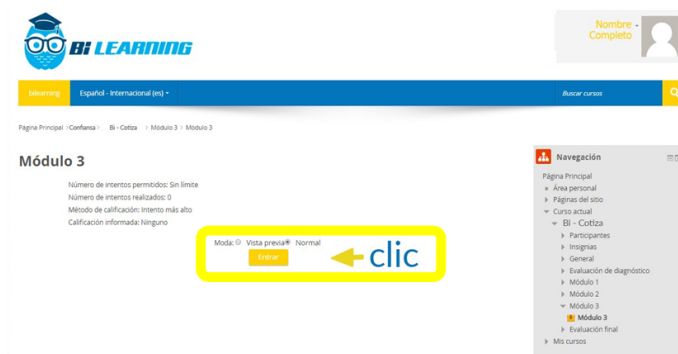 Bi LEARNING
Nombre
Completo
bilearning
Español - Internacional (es)
Buscar cursos
Página Principal > Confiansa > Bi - Cotiza > Módulo 3 > Módulo 3
Módulo 3
Número de intentos permitidos: Sin límite
Número de intentos realizados: 0
Método de calificación: Intento más alto
Calificación informada: Ninguno
Moda: Vista previa Normal
Entrar
clic
Navegación
Página Principal
Área personal
Páginas del sitio
Curso actual
Bi - Cotiza
Participantes
Insignias
General
Evaluación de diagnóstico
Módulo 1
Módulo 2
Módulo 3
Módulo 3
Evaluación final
Mis cursos